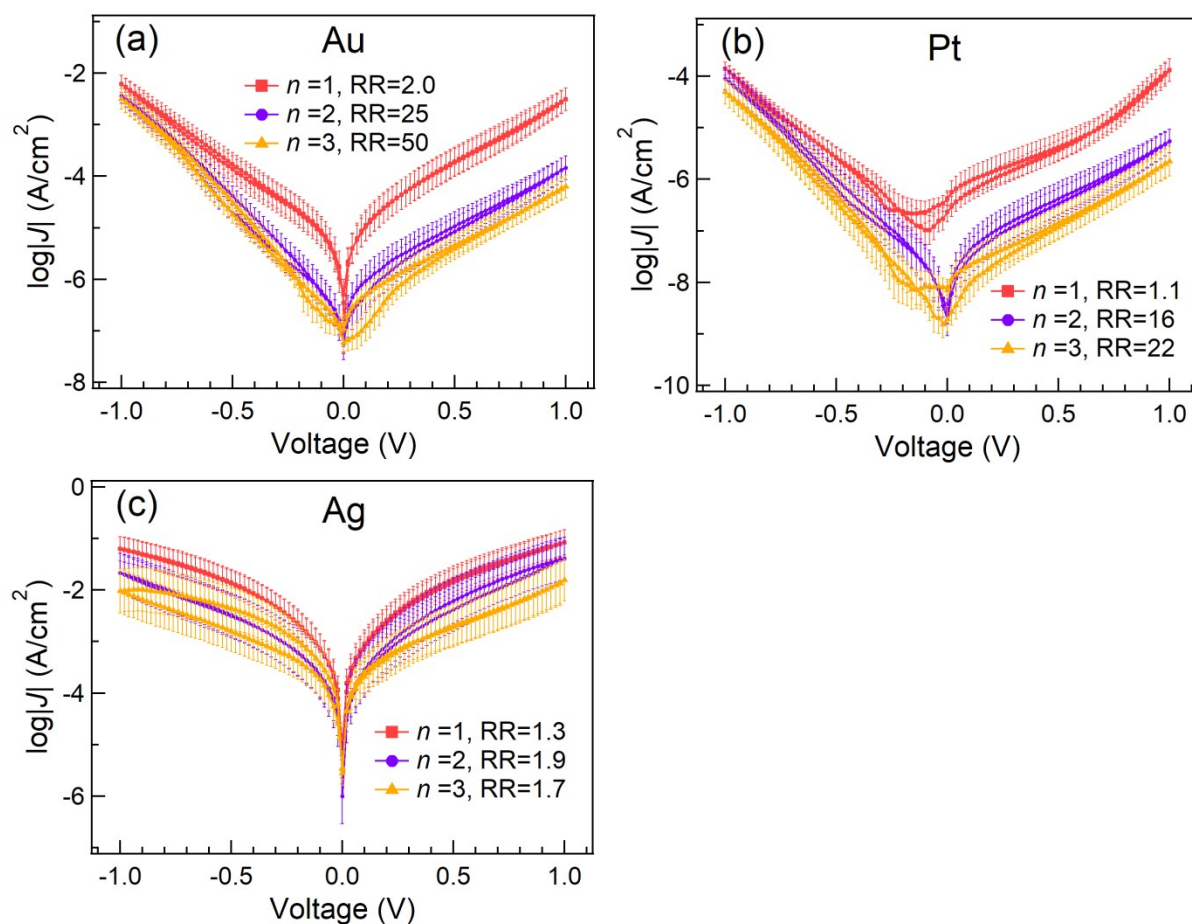 (a)
Au
n =1, RR=2.0
n =2, RR=25
n =3, RR=50
log|J| (A/cm²)
-2
-4
-6
-8
-1.0 -0.5 0.0 0.5 1.0
Voltage (V)
(b)
Pt
n =1, RR=1.1
n =2, RR=16
n =3, RR=22
log|J| (A/cm²)
-4
-6
-8
-10
-1.0 -0.5 0.0 0.5 1.0
Voltage (V)
(c)
Ag
n =1, RR=1.3
n =2, RR=1.9
n =3, RR=1.7
log|J| (A/cm²)
0
-2
-4
-6
-1.0 -0.5 0.0 0.5 1.0
Voltage (V)